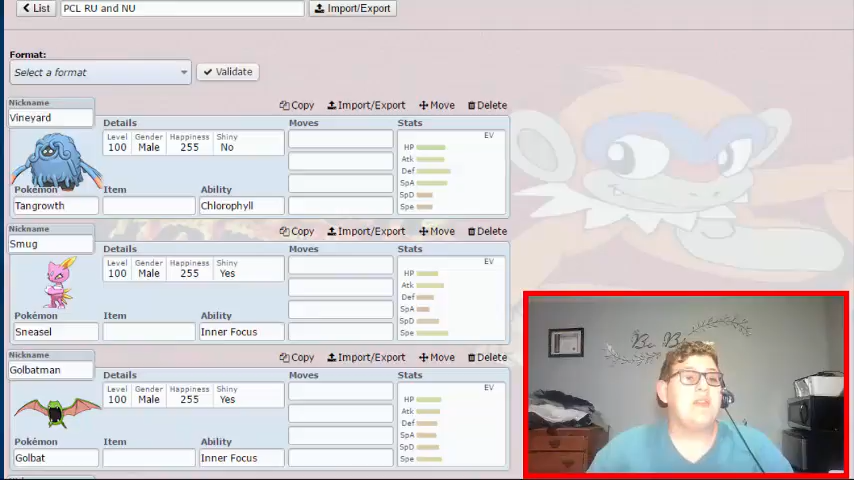 List
PCL RU and NU
Import/Export
Format:
Select a format
Validate
Copy Import/Export Move Delete
Nickname
Vineyard
Details
Level Gender Happiness Shiny
100 Male 255 No
Moves
Stats
EV
HP
Atk
Def
SpA
SpD
Spe
Pokémon
Tangrowth
Item
Ability
Chlorophyll
Copy Import/Export Move Delete
Nickname
Smug
Details
Level Gender Happiness Shiny
100 Male 255 Yes
Moves
Stats
EV
HP
Atk
Def
SpA
SpD
Spe
Pokémon
Sneasel
Item
Ability
Inner Focus
Copy Import/Export Move Delete
Nickname
Golbatman
Details
Level Gender Happiness Shiny
100 Male 255 Yes
Moves
Stats
EV
HP
Atk
Def
SpA
SpD
Spe
Pokémon
Golbat
Item
Ability
Inner Focus